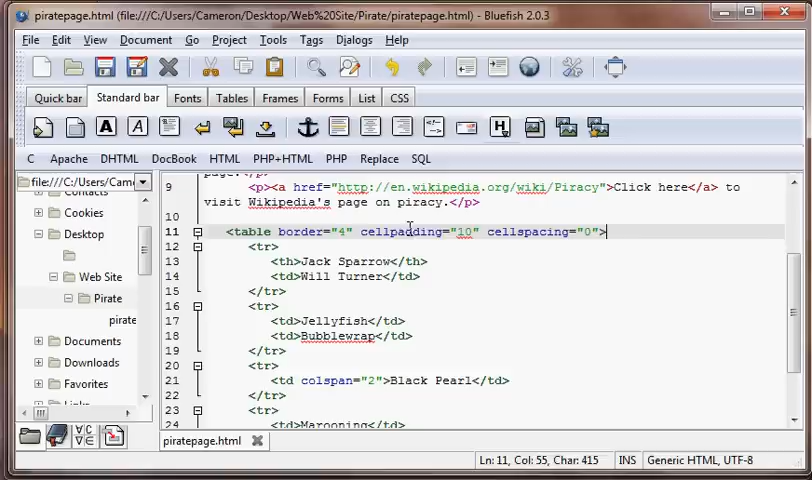 piratepage.html (file:///C:/Users/Cameron/Desktop/Web%20Site/Pirate/piratepage.html) - Bluefish 2.0.3
File Edit View Document Go Project Tools Tags Dialogs Help
Quick bar Standard bar Fonts Tables Frames Forms List CSS
C Apache DHTML DocBook HTML PHP+HTML PHP Replace SQL
file:///C:/Users/Came
Contacts
Cookies
Desktop
Web Site
Pirate
pirate
Documents
Downloads
Favorites
page.</p>
9 <p><a href="http://en.wikipedia.org/wiki/Piracy">Click here</a> to
visit Wikipedia's page on piracy.</p>
10
11 <table border="4" cellpadding="10" cellspacing="0">
12 <tr>
13 <th>Jack Sparrow</th>
14 <td>Will Turner</td>
15 </tr>
16 <tr>
17 <td>Jellyfish</td>
18 <td>Bubblewrap</td>
19 </tr>
20 <tr>
21 <td colspan="2">Black Pearl</td>
22 </tr>
23 <tr>
24 <td>Marooning</td>
piratepage.html
Ln: 11, Col: 55, Char: 415 INS Generic HTML, UTF-8